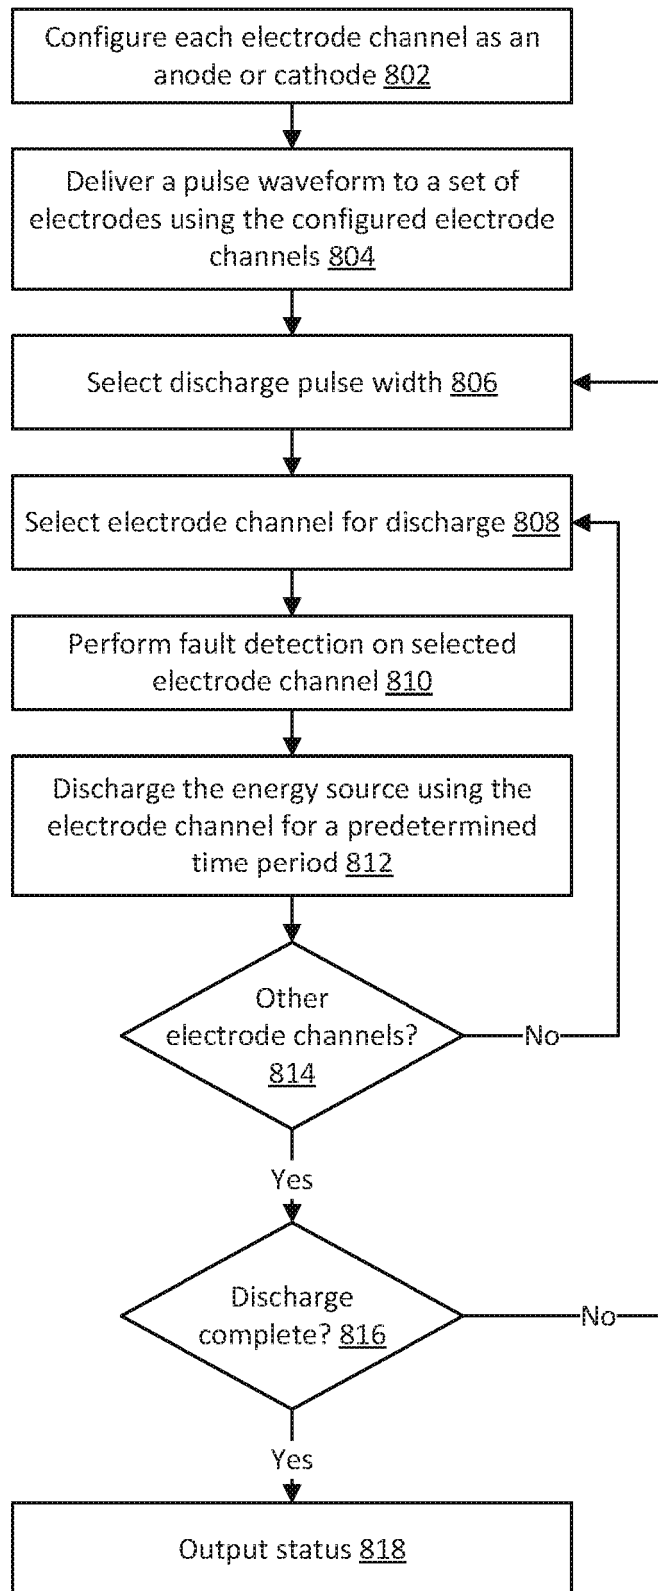 Configure each electrode channel as an
anode or cathode 802
Deliver a pulse waveform to a set of
electrodes using the configured electrode
channels 804
Select discharge pulse width 806
Select electrode channel for discharge 808
Perform fault detection on selected
electrode channel 810
Discharge the energy source using the
electrode channel for a predetermined
time period 812
Other
electrode channels?
814
No
Yes
Discharge
complete? 816
No
Yes
Output status 818